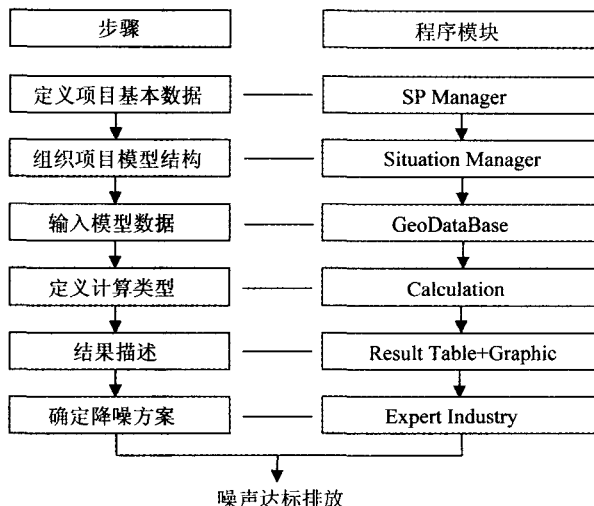 步骤
程序模块
定义项目基本数据
SP Manager
组织项目模型结构
Situation Manager
输入模型数据
GeoDataBase
定义计算类型
Calculation
结果描述
Result Table+Graphic
确定降噪方案
Expert Industry
噪声达标排放